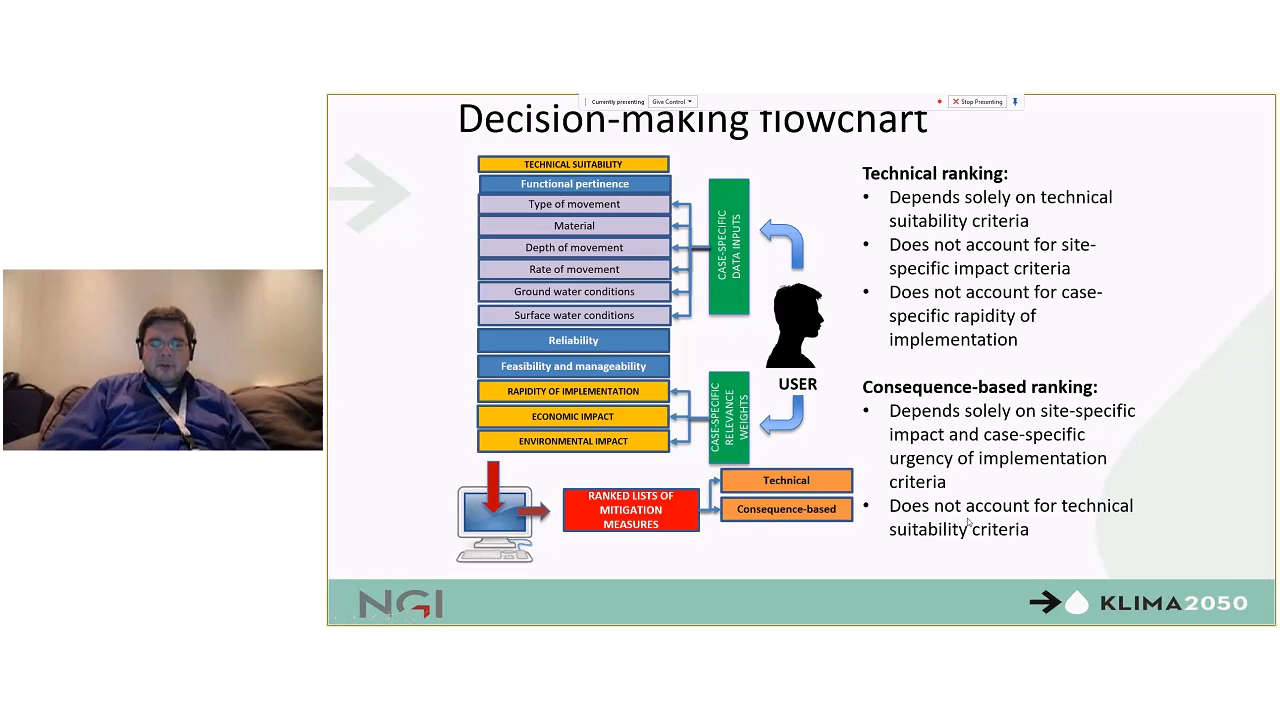 Currently presenting
Give Control
Stop Presenting
Decision-making flowchart
TECHNICAL SUITABILITY
Functional pertinence
Type of movement
Material
Depth of movement
Rate of movement
Ground water conditions
Surface water conditions
Reliability
Feasibility and manageability
RAPIDITY OF IMPLEMENTATION
ECONOMIC IMPACT
ENVIRONMENTAL IMPACT
CASE-SPECIFIC
DATA INPUTS
USER
CASE-SPECIFIC
RELEVANCE
WEIGHTS
RANKED LISTS OF
MITIGATION
MEASURES
Technical
Consequence-based
Technical ranking:
• Depends solely on technical
suitability criteria
• Does not account for site-
specific impact criteria
• Does not account for case-
specific rapidity of
implementation
Consequence-based ranking:
• Depends solely on site-specific
impact and case-specific
urgency of implementation
criteria
• Does not account for technical
suitability criteria
NGI
KLIMA2050